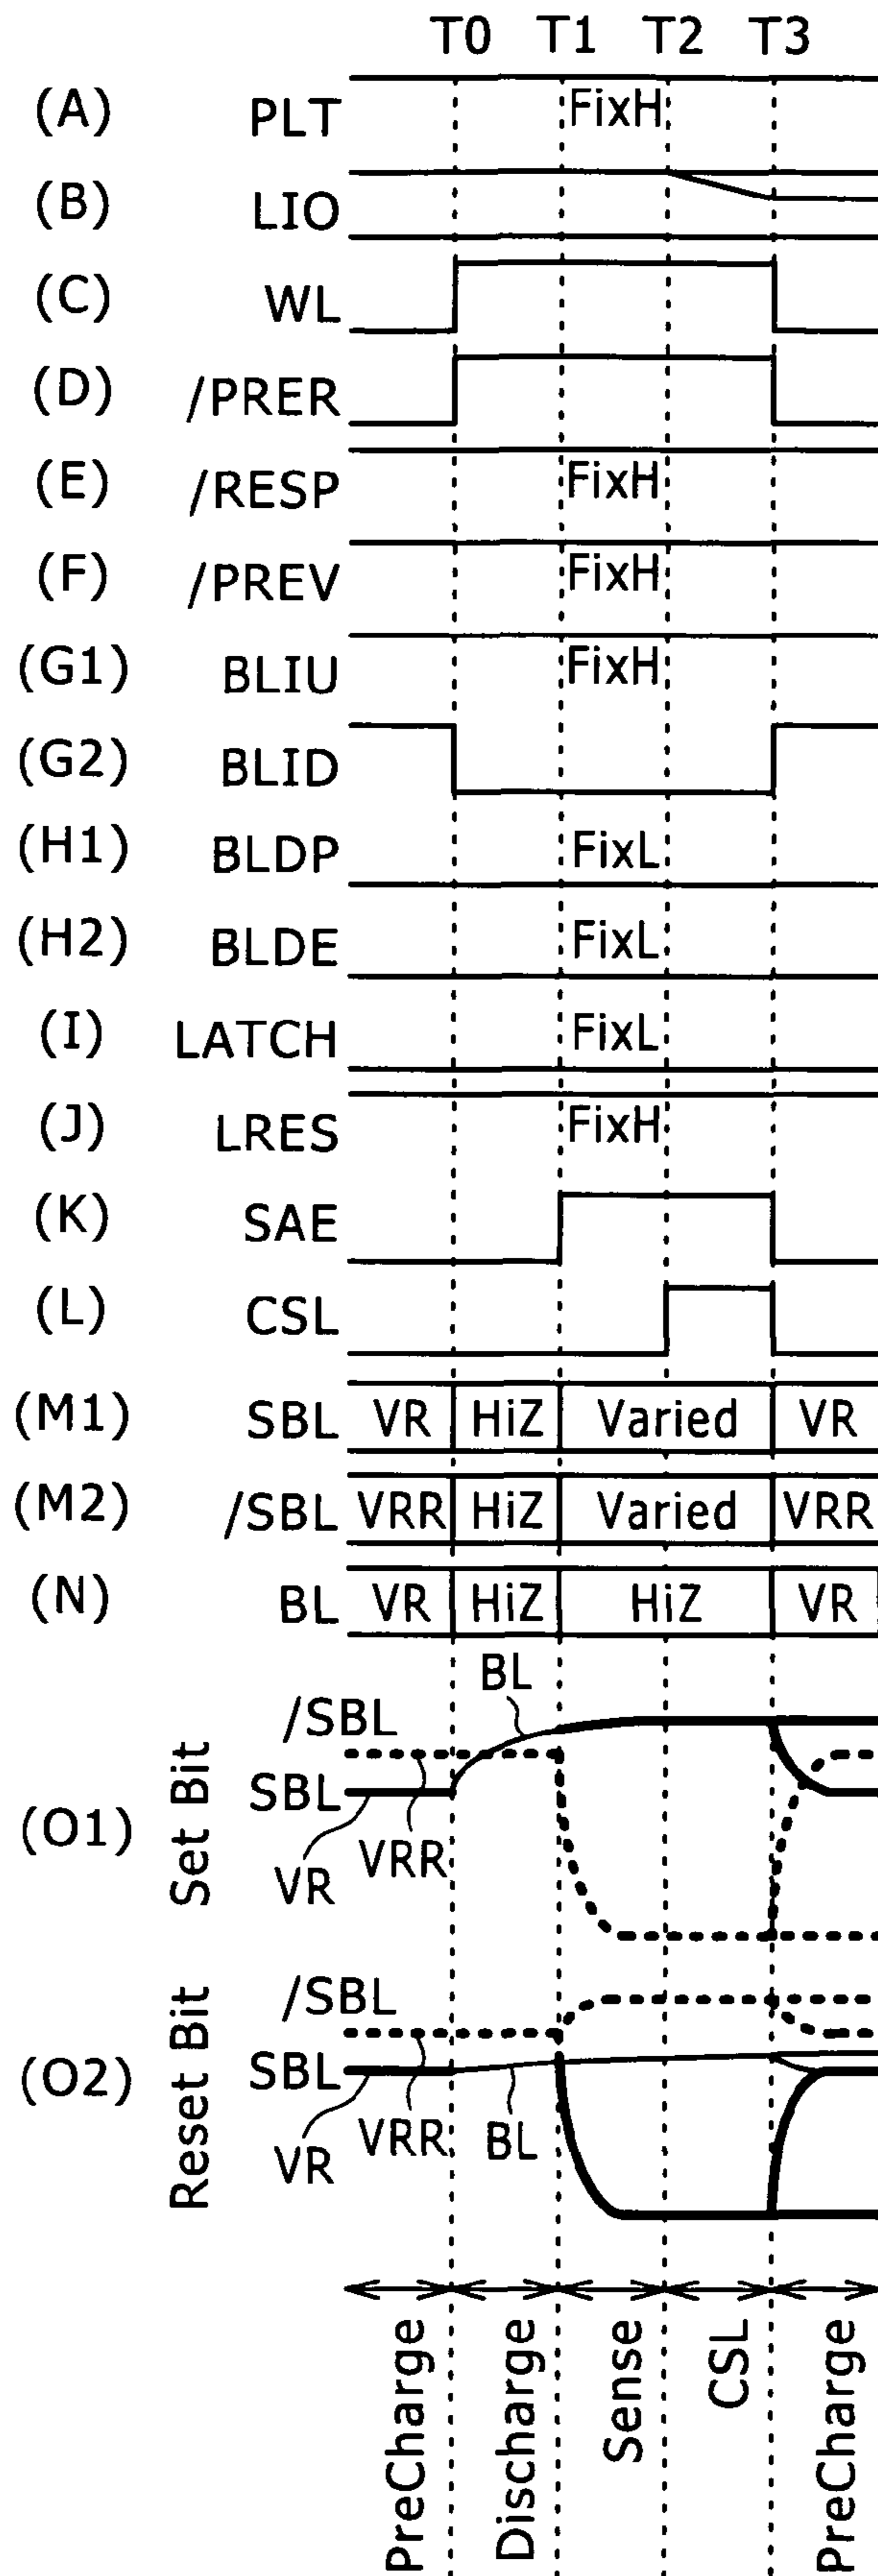 T0 T1 T2 T3
(A) PLT FixH
(B) LIO
(C) WL
(D) /PRER
(E) /RESP FixH
(F) /PREV FixH
(G1) BLIU FixH
(G2) BLID
(H1) BLDP FixL
(H2) BLDE FixL
(I) LATCH FixL
(J) LRES FixH
(K) SAE
(L) CSL
(M1) SBL VR HiZ Varied VR
(M2) /SBL VRR HiZ Varied VRR
(N) BL VR HiZ HiZ VR
BL
/SBL
SBL
(O1) Set Bit
VRR
VR
/SBL
SBL
(O2) Reset Bit
VRR BL
VR
PreCharge
Discharge
Sense
CSL
PreCharge